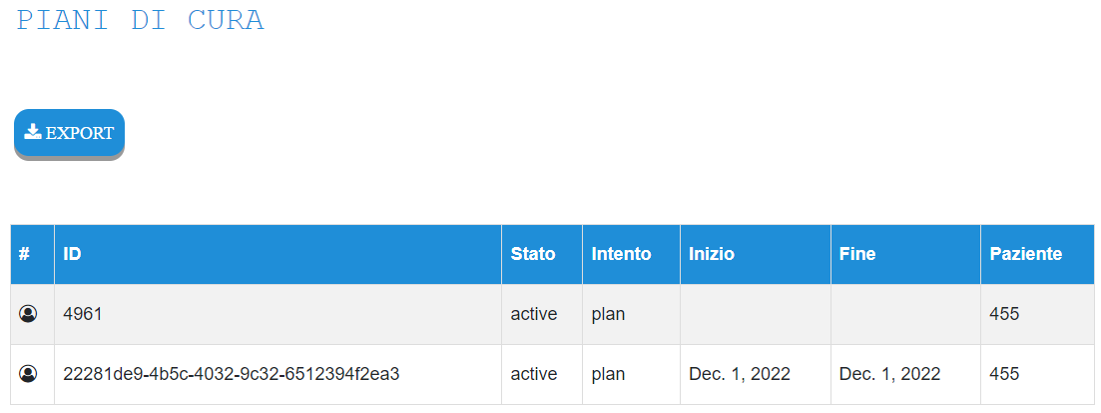 PIANI DI CURA
EXPORT
# ID Stato Intento Inizio Fine Paziente
4961 active plan 455
22281de9-4b5c-4032-9c32-6512394f2ea3 active plan Dec. 1, 2022 Dec. 1, 2022 455